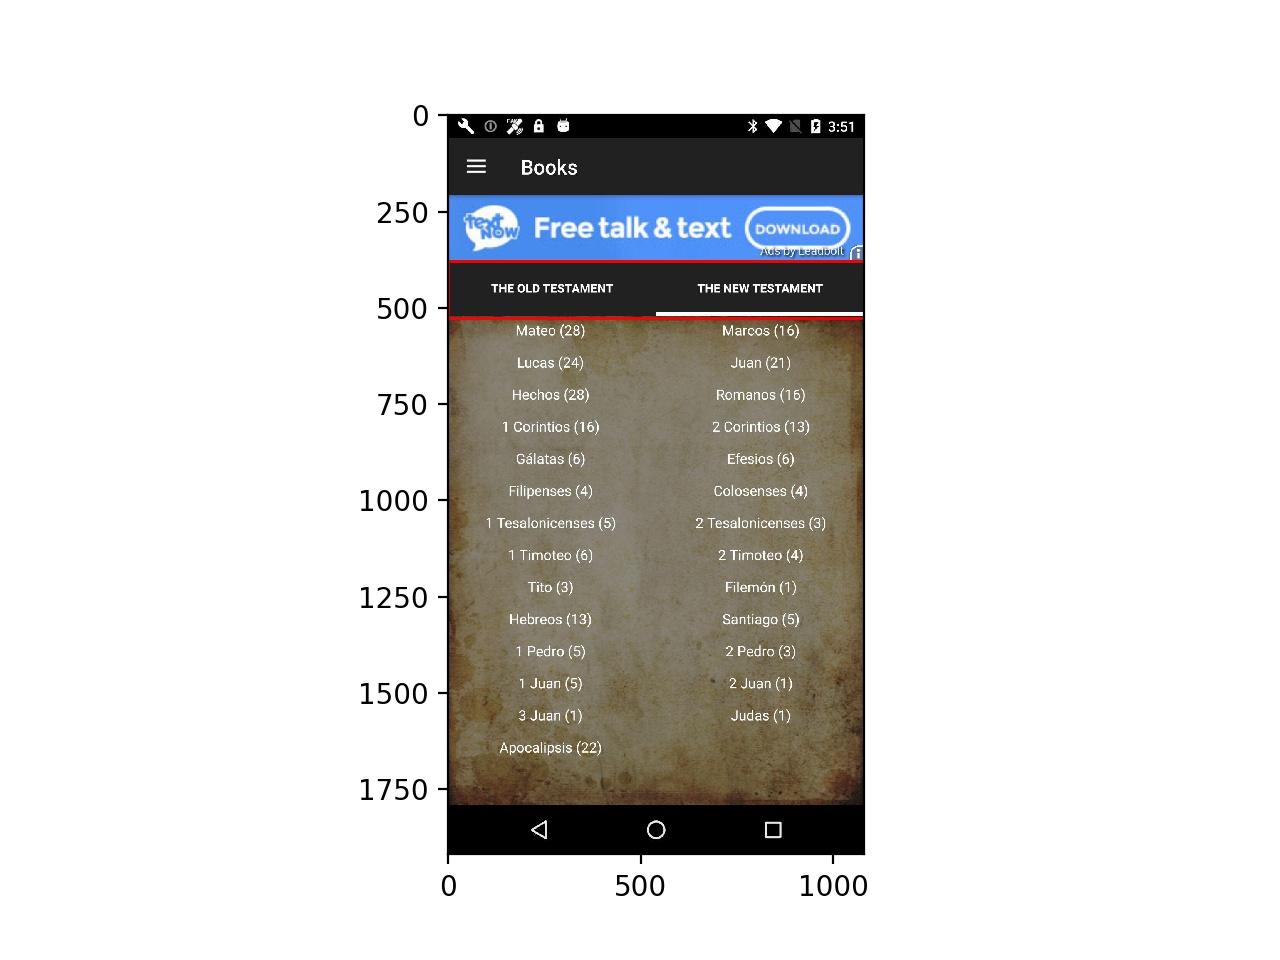 0
250
500
750
1000
1250
1500
1750
0 500 1000
3:51
Books
text NOW Free talk & text DOWNLOAD
Ads by Leadbolt
THE OLD TESTAMENT THE NEW TESTAMENT
Mateo (28) Marcos (16)
Lucas (24) Juan (21)
Hechos (28) Romanos (16)
1 Corintios (16) 2 Corintios (13)
Gálatas (6) Efesios (6)
Filipenses (4) Colosenses (4)
1 Tesalonicenses (5) 2 Tesalonicenses (3)
1 Timoteo (6) 2 Timoteo (4)
Tito (3) Filemón (1)
Hebreos (13) Santiago (5)
1 Pedro (5) 2 Pedro (3)
1 Juan (5) 2 Juan (1)
3 Juan (1) Judas (1)
Apocalipsis (22)